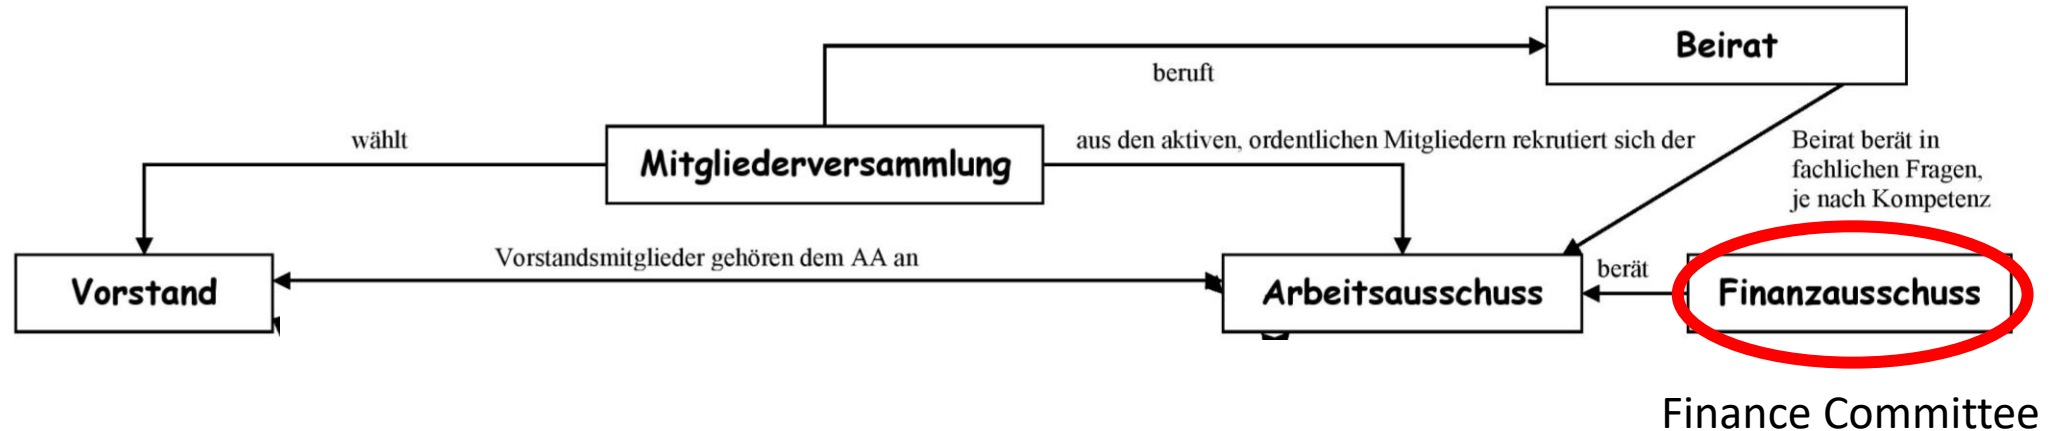 Beirat
beruft
wählt
Mitgliederversammlung
aus den aktiven, ordentlichen Mitgliedern rekrutiert sich der
Beirat berät in
fachlichen Fragen,
je nach Kompetenz
Vorstand
Vorstandsmitglieder gehören dem AA an
Arbeitsausschuss
berät
Finanzausschuss
Finance Committee